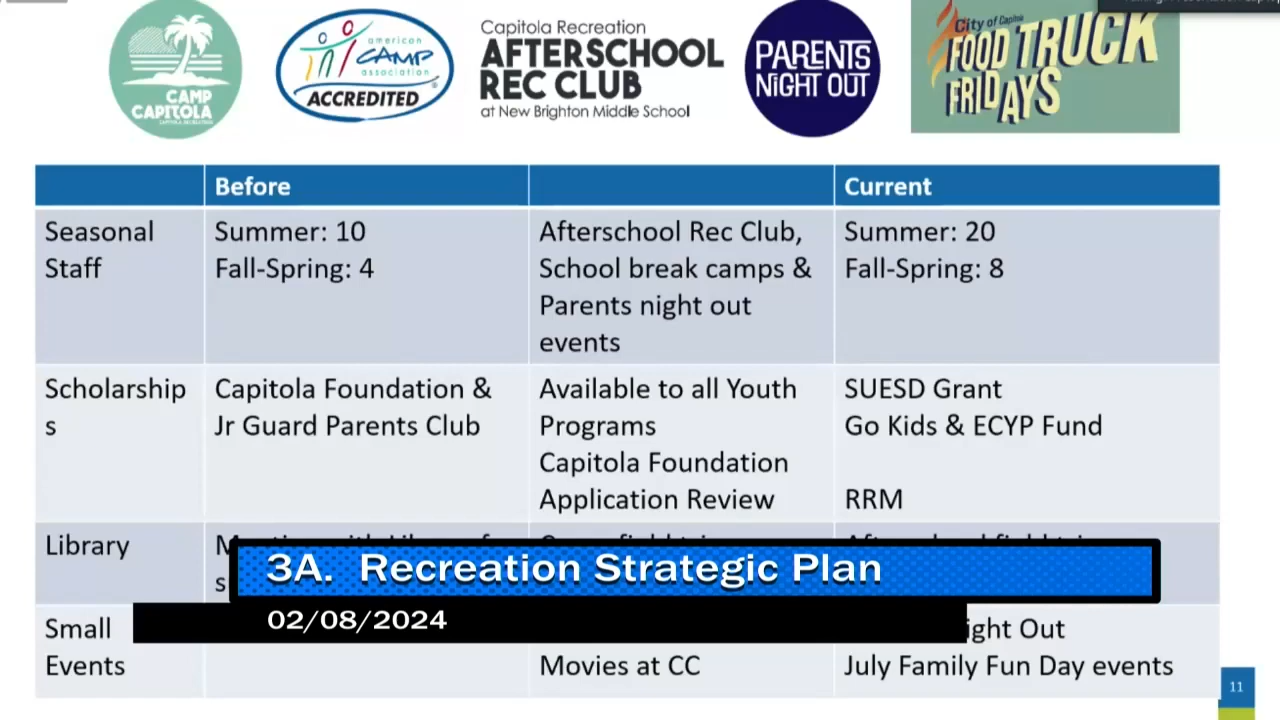 CAMP
CAPITOLA
CAPITOLA RECREATION
american
CAMP
association
ACCREDITED
Capitola Recreation
AFTERSCHOOL
REC CLUB
at New Brighton Middle School
PARENTS
NIGHT OUT
City of Capitola
FOOD TRUCK
FRIDAYS
Before
Current
Seasonal
Staff
Summer: 10
Fall-Spring: 4
Afterschool Rec Club,
School break camps &
Parents night out
events
Summer: 20
Fall-Spring: 8
Scholarship
s
Capitola Foundation &
Jr Guard Parents Club
Available to all Youth
Programs
Capitola Foundation
Application Review
SUESD Grant
Go Kids & ECYP Fund
RRM
Library
3A. Recreation Strategic Plan
02/08/2024
Small
Events
Movies at CC
ight Out
July Family Fun Day events
11